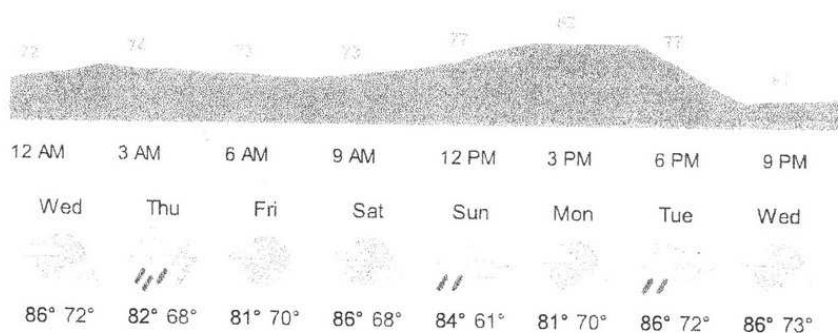 72 74 73 73 77 82 77
12 AM 3 AM 6 AM 9 AM 12 PM 3 PM 6 PM 9 PM
Wed Thu Fri Sat Sun Mon Tue Wed
86° 72° 82° 68° 81° 70° 86° 68° 84° 61° 81° 70° 86° 72° 86° 73°